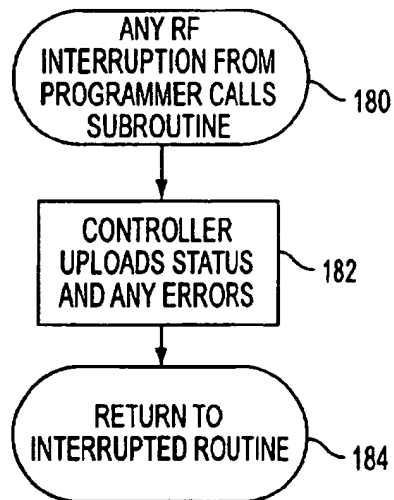 ANY RF
INTERRUPTION FROM
PROGRAMMER CALLS
SUBROUTINE
180
CONTROLLER
UPLOADS STATUS
AND ANY ERRORS
182
RETURN TO
INTERRUPTED ROUTINE
184